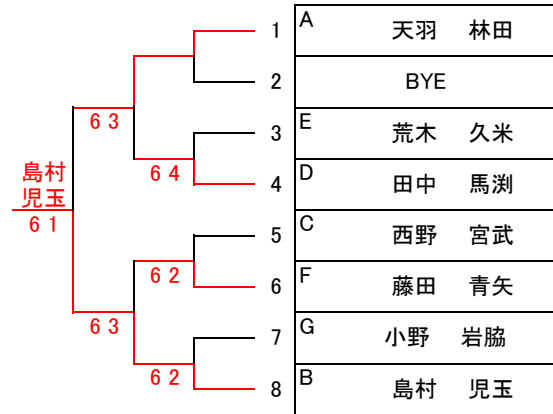 1 A 天羽 林田
2 BYE
6 3
3 E 荒木 久米
6 4
4 D 田中 馬渕
島村
児玉
6 1
5 C 西野 宮武
6 2
6 F 藤田 青矢
6 3
7 G 小野 岩脇
6 2
8 B 島村 児玉